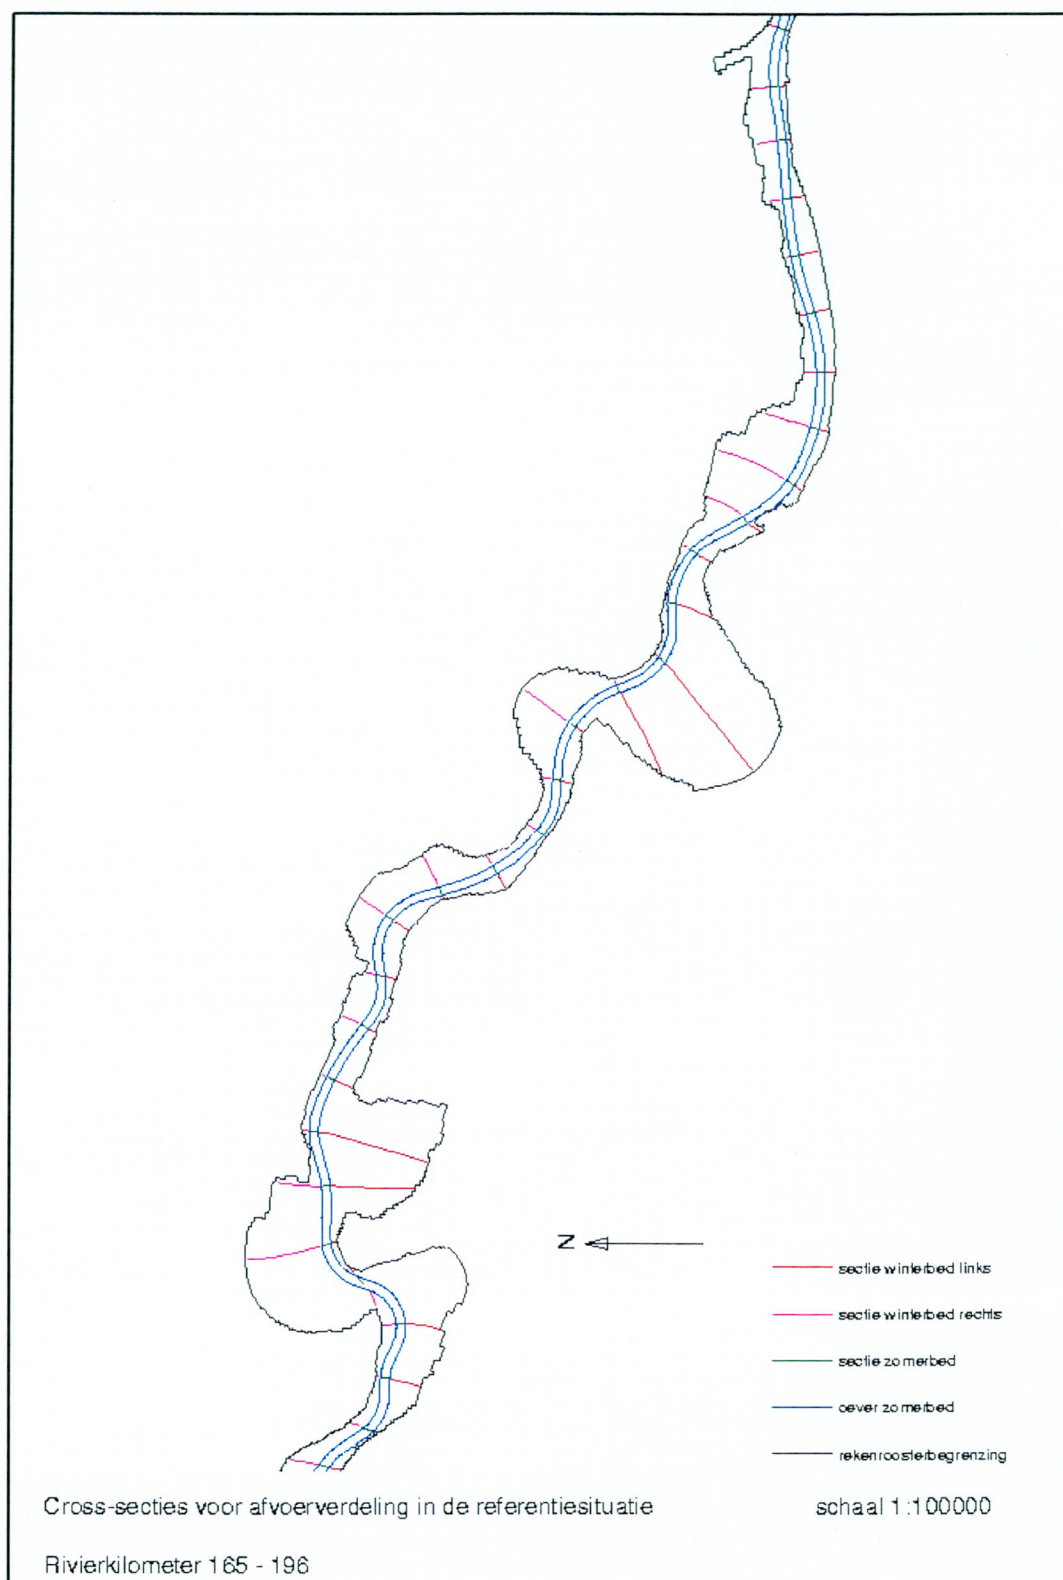 N
sectie winterbed links
sectie winterbed rechts
sectie zomerbed
oever zomerbed
rekenroosterbegrenzing
Cross-secties voor afvoerverdeling in de referentiesituatie
schaal 1:100000
Rivierkilometer 165 - 196